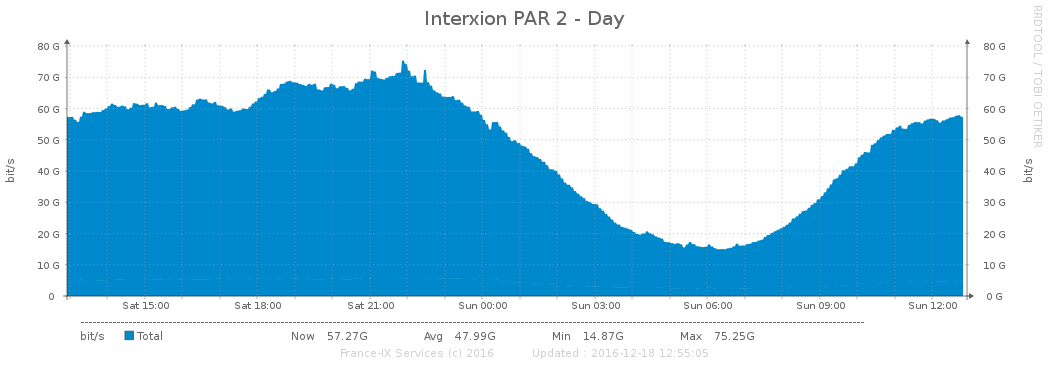 Interxion PAR 2 - Day
RRDTOOL / TOBI OETIKER
80 G 80 G
70 G 70 G
60 G 60 G
50 G 50 G
40 G 40 G
30 G 30 G
20 G 20 G
10 G 10 G
0 0 G
bit/s bit/s
Sat 15:00 Sat 18:00 Sat 21:00 Sun 00:00 Sun 03:00 Sun 06:00 Sun 09:00 Sun 12:00
bit/s Total Now 57.27G Avg 47.99G Min 14.87G Max 75.25G
France-IX Services (c) 2016 Updated : 2016-12-18 12:55:05